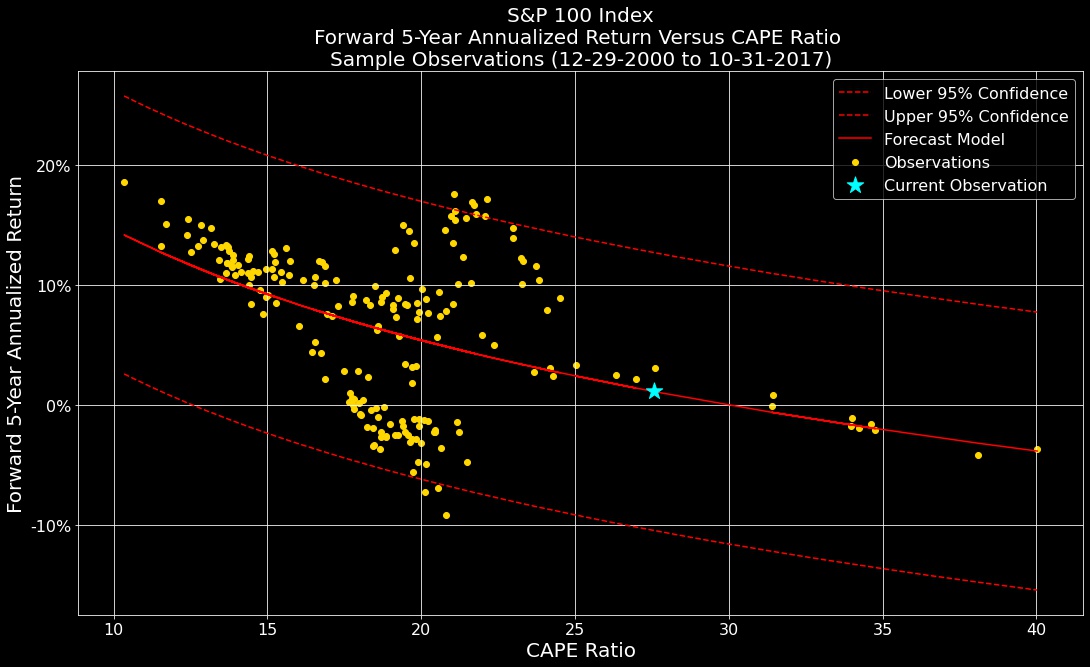 S&P 100 Index
Forward 5-Year Annualized Return Versus CAPE Ratio
Sample Observations (12-29-2000 to 10-31-2017)
Lower 95% Confidence
Upper 95% Confidence
Forecast Model
Observations
Current Observation
Forward 5-Year Annualized Return
20%
10%
0%
-10%
10 15 20 25 30 35 40
CAPE Ratio